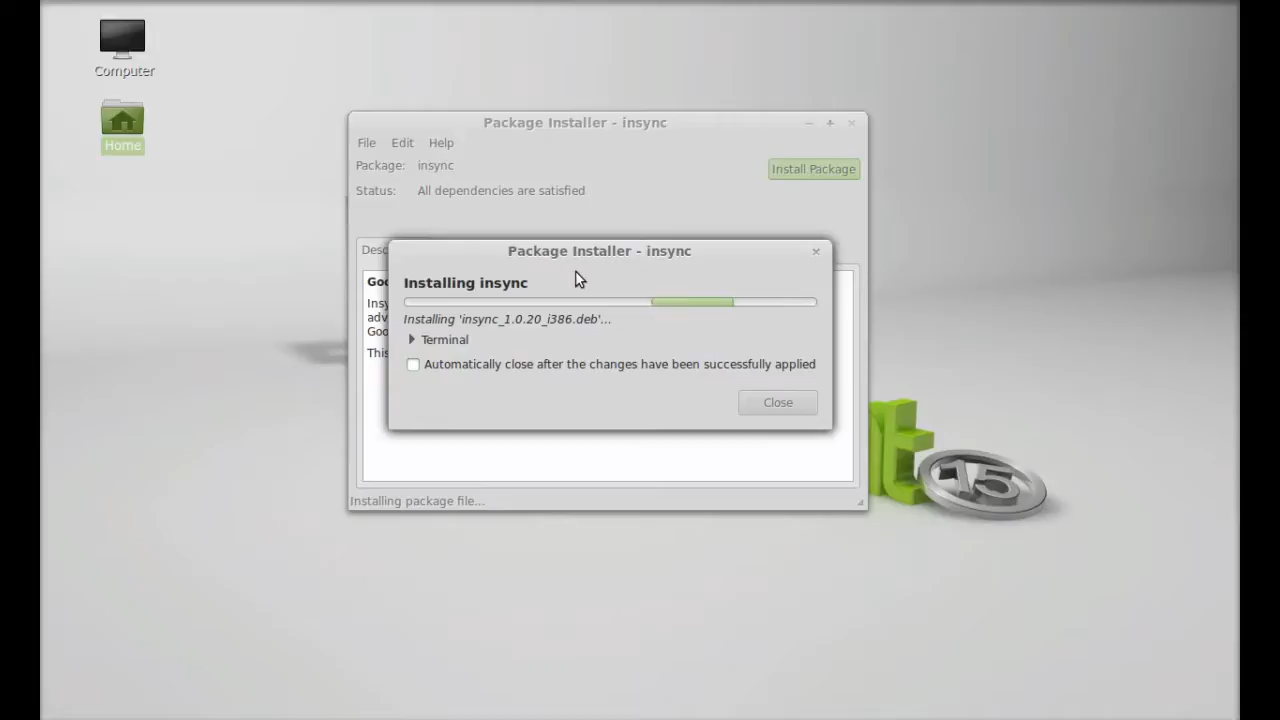 Computer
Home
Package Installer - insync
File Edit Help
Package: insync
Install Package
Status: All dependencies are satisfied
Package Installer - insync
Installing insync
Installing 'insync_1.0.20_i386.deb'...
Terminal
Automatically close after the changes have been successfully applied
Close
Installing package file...
t
15